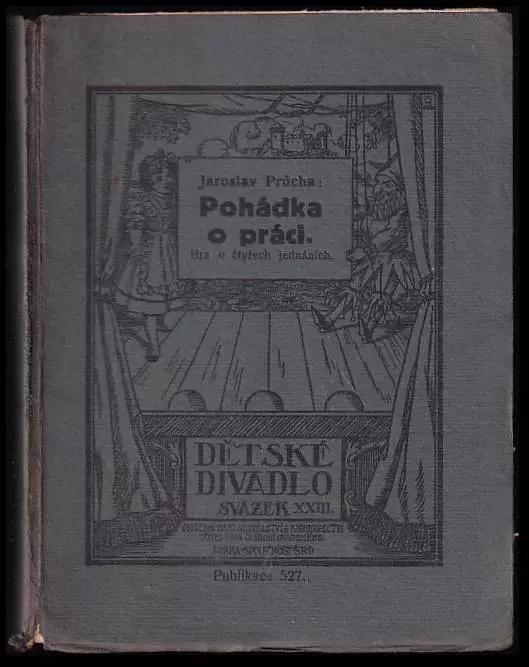 Jaroslav Průcha:
Pohádka
o práci.
Hra o čtyřech jednáních.
DĚTSKÉ
DIVADLO
SVAZEK XXIII.
Publikace 527.